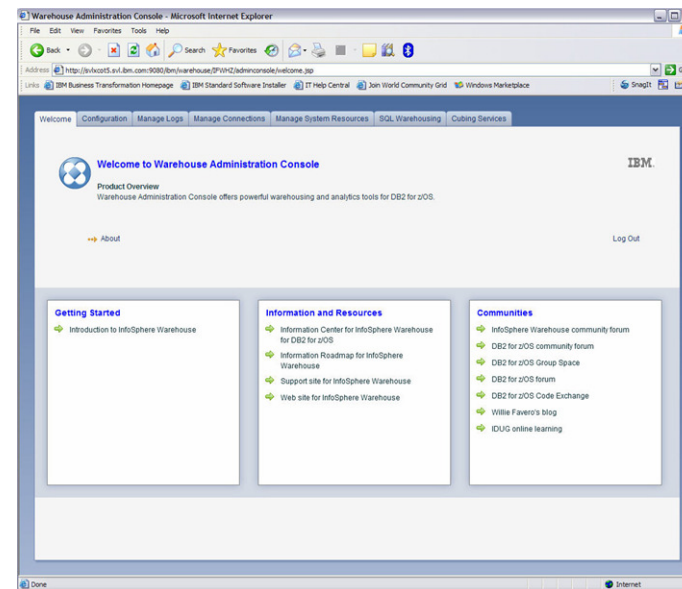 Warehouse Administration Console - Microsoft Internet Explorer
File Edit View Favorites Tools Help
Back Search Favorites
Address http://svlxcot5.svl.ibm.com:9080/ibm/warehouse/IFWHZ/adminconsole/welcome.jsp
Links IBM Business Transformation Homepage IBM Standard Software Installer IT Help Central Join World Community Grid Windows Marketplace SnagIt
Welcome Configuration Manage Logs Manage Connections Manage System Resources SQL Warehousing Cubing Services
Welcome to Warehouse Administration Console
IBM.
Product Overview
Warehouse Administration Console offers powerful warehousing and analytics tools for DB2 for z/OS.
About
Log Out
Getting Started
Introduction to InfoSphere Warehouse
Information and Resources
Information Center for InfoSphere Warehouse
for DB2 for z/OS
Information Roadmap for InfoSphere
Warehouse
Support site for InfoSphere Warehouse
Web site for InfoSphere Warehouse
Communities
InfoSphere Warehouse community forum
DB2 for z/OS community forum
DB2 for z/OS Group Space
DB2 for z/OS forum
DB2 for z/OS Code Exchange
Willie Favero's blog
IDUG online learning
Done
Internet